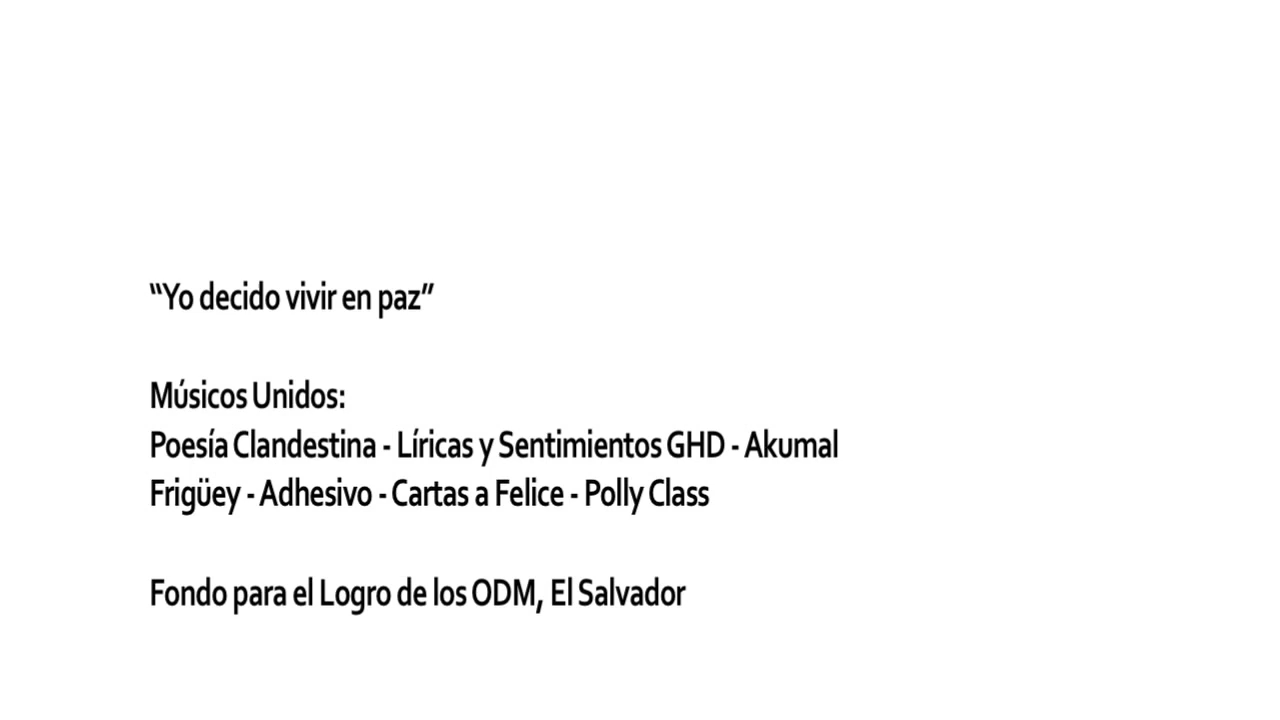 “Yo decido vivir en paz”
Músicos Unidos:
Poesía Clandestina - Líricas y Sentimientos GHD - Akumal
Frigüey - Adhesivo - Cartas a Felice - Polly Class
Fondo para el Logro de los ODM, El Salvador